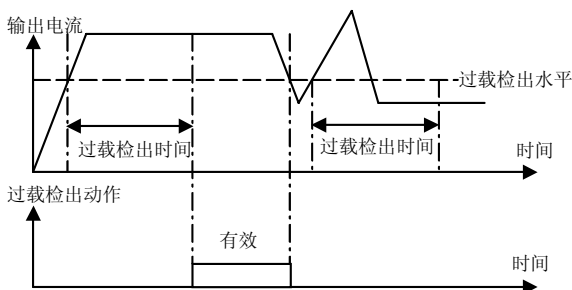 输出电流
过载检出水平
过载检出时间
过载检出时间
时间
过载检出动作
有效
时间